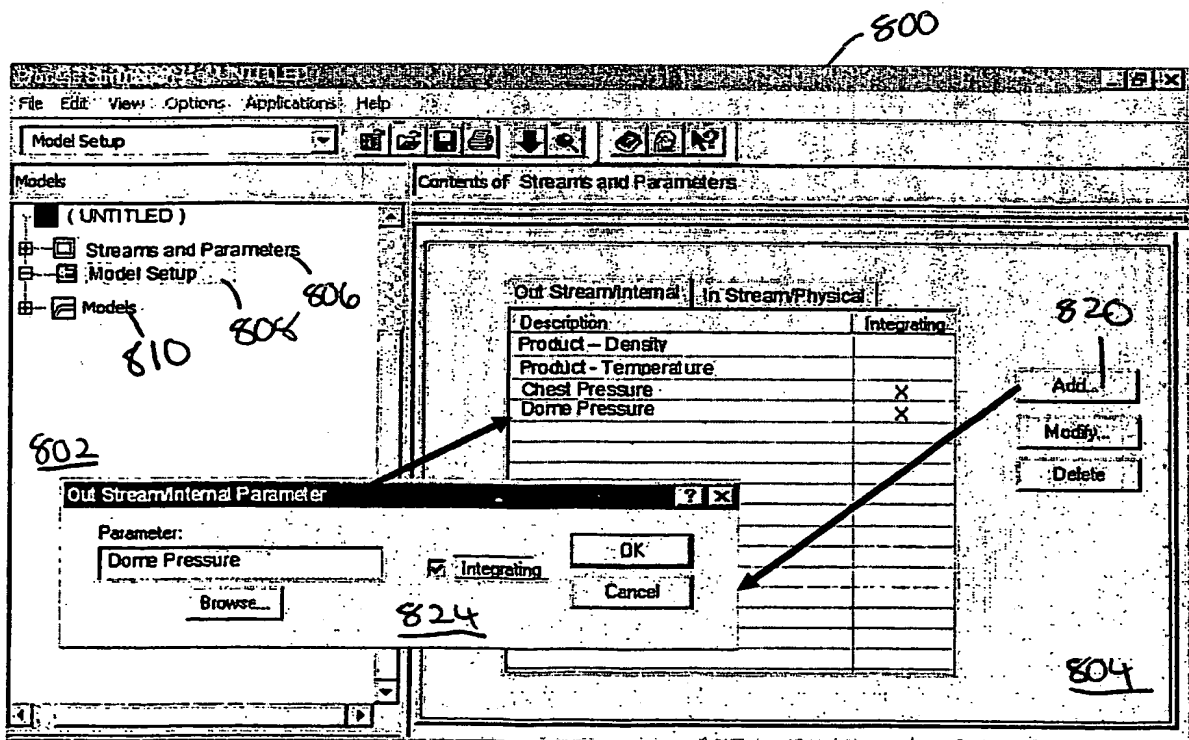 800
UNTITLED
File Edit View Options Applications Help
Model Setup
Models
Contents of Streams and Parameters
( UNTITLED )
Streams and Parameters
Model Setup
Models
806
808
810
Out Stream/Internal In Stream/Physical
Description Integrating
Product – Density
Product - Temperature
Chest Pressure X
Dome Pressure X
820
Add...
Modify...
Delete
802
Out Stream/Internal Parameter
Parameter:
Dome Pressure
Integrating
OK
Cancel
Browse...
824
804